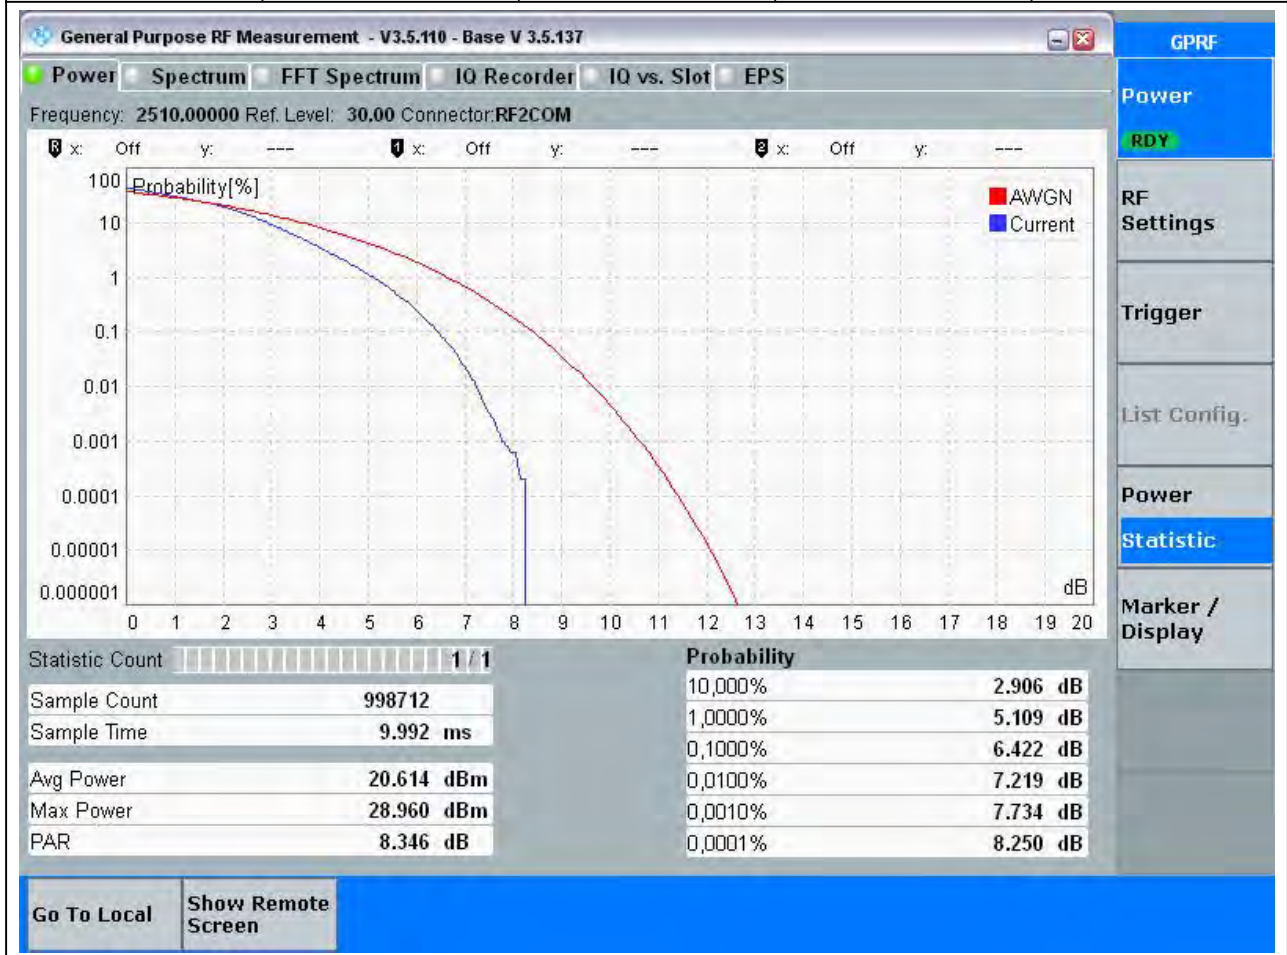 General Purpose RF Measurement - V3.5.110 - Base V 3.5.137
GPRF
Power Spectrum FFT Spectrum IQ Recorder IQ vs. Slot EPS
Frequency: 2510.00000 Ref. Level: 30.00 Connector:RF2COM
R x: Off y: --- 1 x: Off y: --- 2 x: Off y: ---
Probability[%]
AWGN
Current
100
10
1
0.1
0.01
0.001
0.0001
0.00001
0.000001
dB
0 1 2 3 4 5 6 7 8 9 10 11 12 13 14 15 16 17 18 19 20
Statistic Count 1 / 1
Sample Count 998712
Sample Time 9.992 ms
Avg Power 20.614 dBm
Max Power 28.960 dBm
PAR 8.346 dB
Probability
10,000% 2.906 dB
1,0000% 5.109 dB
0,1000% 6.422 dB
0,0100% 7.219 dB
0,0010% 7.734 dB
0,0001% 8.250 dB
Power
RDY
RF
Settings
Trigger
List Config.
Power
Statistic
Marker /
Display
Go To Local
Show Remote
Screen